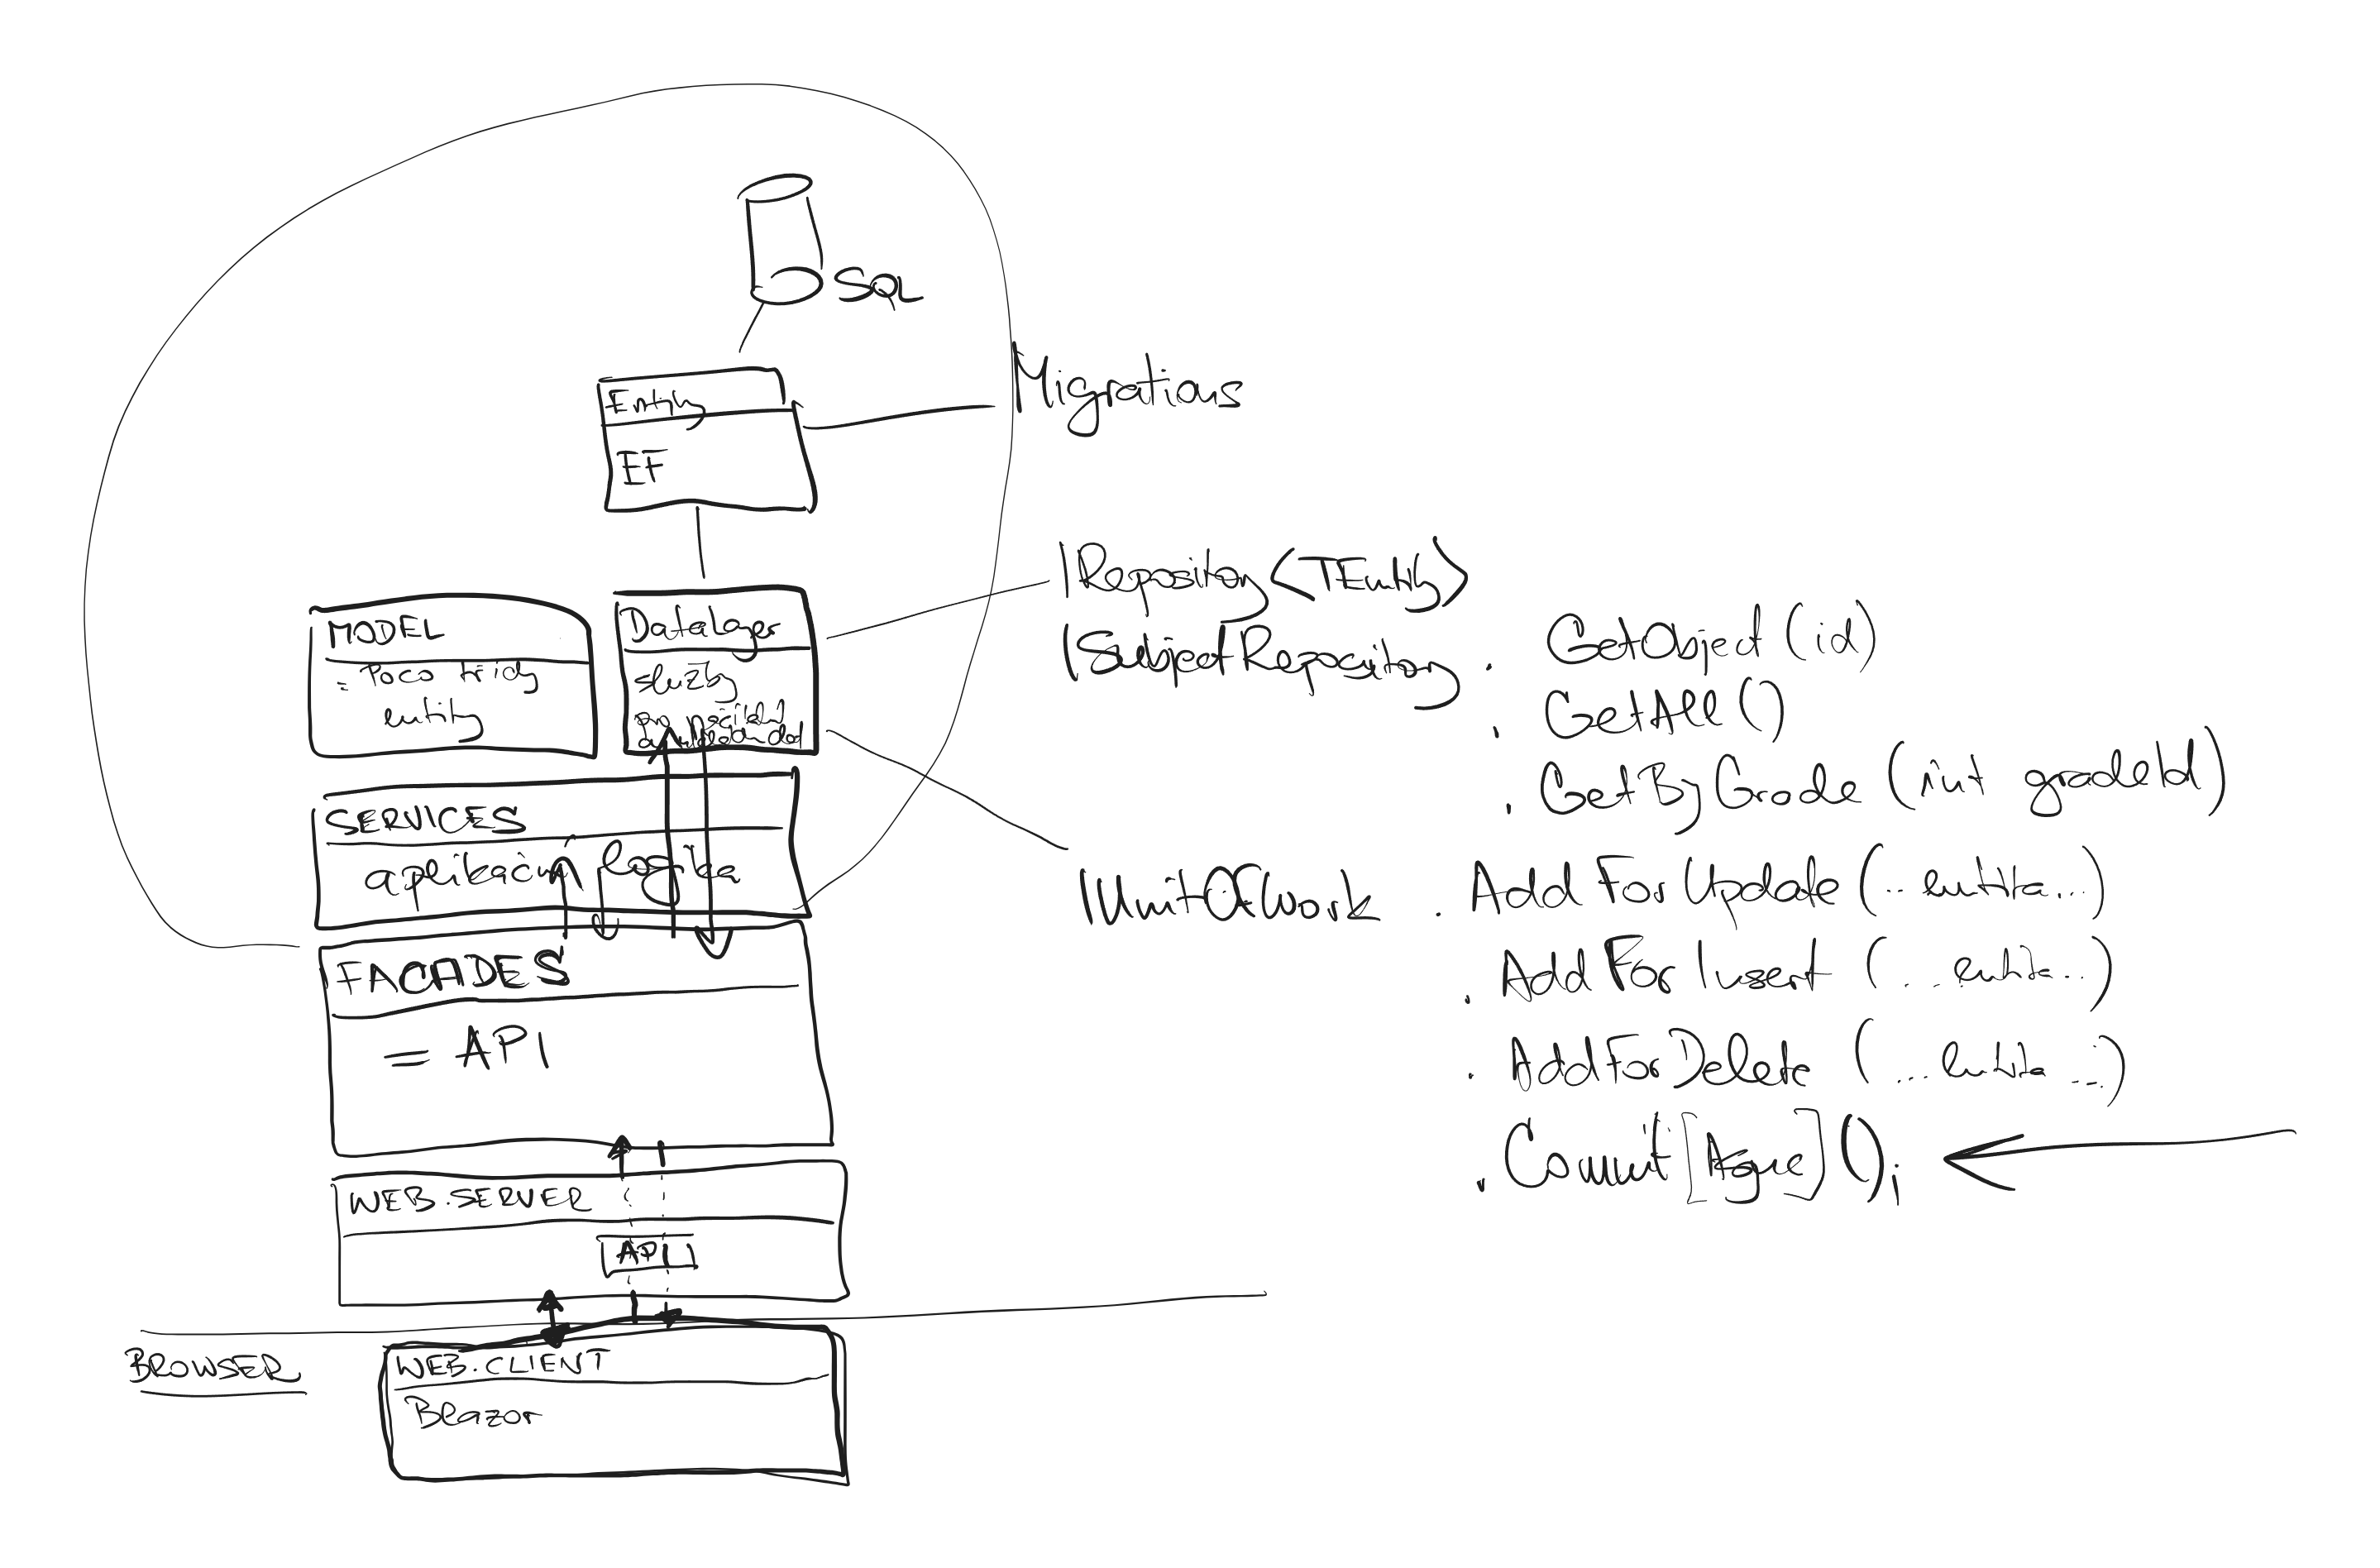 SQL
Entity
EF
Migrations
MODEL
= Poco třídy
entity
DataLayer
služby
pro
IRepository<TEntity>
ISubjectRepository
. GetObject(id)
. GetAll()
. GetByGrade(int gradeId)
SERVICES
aplikační logika
IUnitOfWork
. AddForUpdate(.. entita..)
. AddForInsert(... entita..)
. AddForDelete(... entita ...)
. Commit[Async]();
FACADES
= API
WEB.SERVER
API
BROWSER
WEB.CLIENT
Blazor